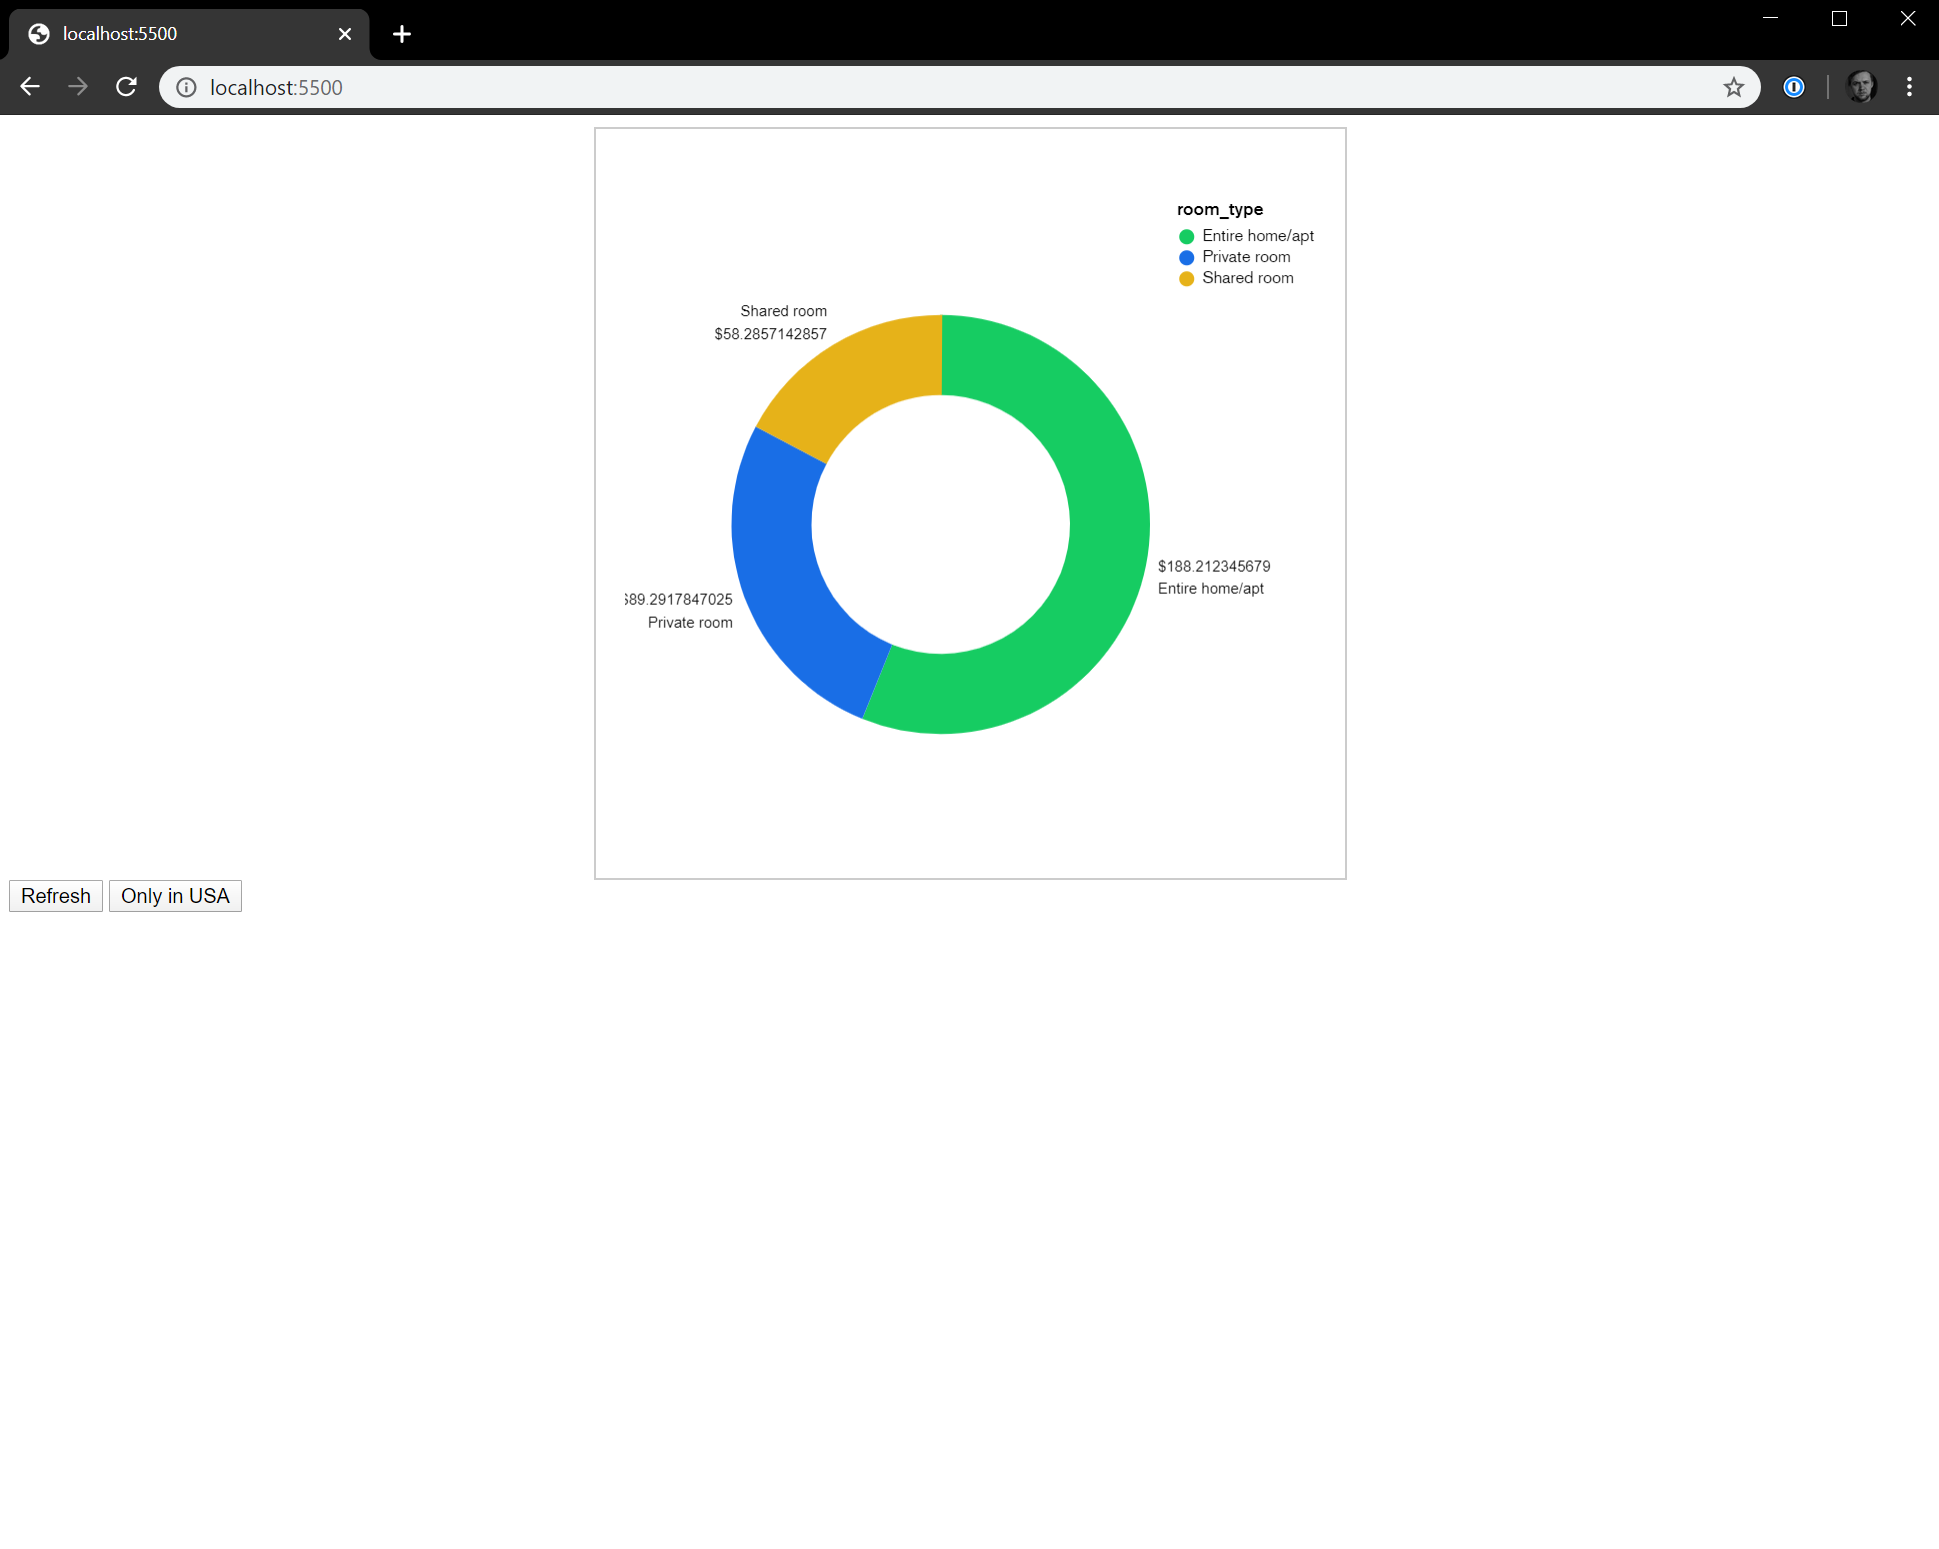 localhost:5500
localhost:5500
room_type
Entire home/apt
Private room
Shared room
Shared room
$58.2857142857
$188.212345679
Entire home/apt
$89.2917847025
Private room
Refresh
Only in USA